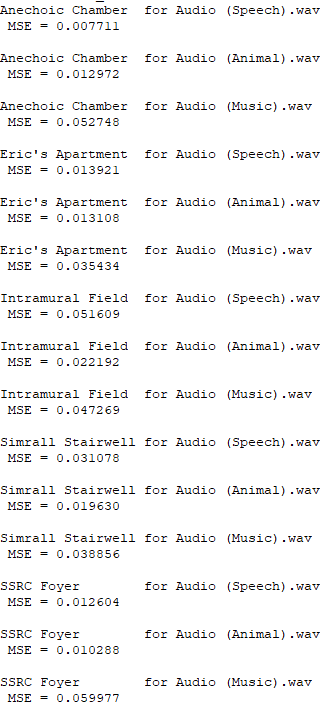 Anechoic Chamber for Audio (Speech).wav
MSE = 0.007711
Anechoic Chamber for Audio (Animal).wav
MSE = 0.012972
Anechoic Chamber for Audio (Music).wav
MSE = 0.052748
Eric's Apartment for Audio (Speech).wav
MSE = 0.013921
Eric's Apartment for Audio (Animal).wav
MSE = 0.013108
Eric's Apartment for Audio (Music).wav
MSE = 0.035434
Intramural Field for Audio (Speech).wav
MSE = 0.051609
Intramural Field for Audio (Animal).wav
MSE = 0.022192
Intramural Field for Audio (Music).wav
MSE = 0.047269
Simrall Stairwell for Audio (Speech).wav
MSE = 0.031078
Simrall Stairwell for Audio (Animal).wav
MSE = 0.019630
Simrall Stairwell for Audio (Music).wav
MSE = 0.038856
SSRC Foyer for Audio (Speech).wav
MSE = 0.012604
SSRC Foyer for Audio (Animal).wav
MSE = 0.010288
SSRC Foyer for Audio (Music).wav
MSE = 0.059977